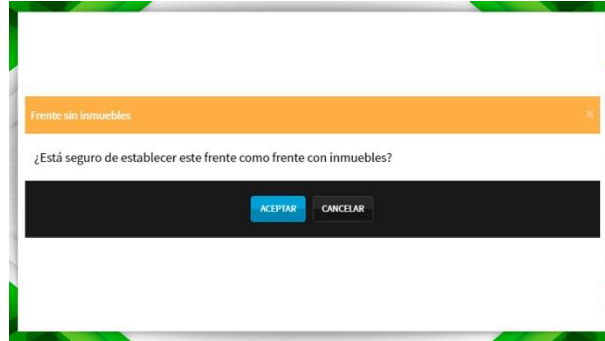 Frente sin inmuebles ×
¿Está seguro de establecer este frente como frente con inmuebles?
ACEPTAR CANCELAR